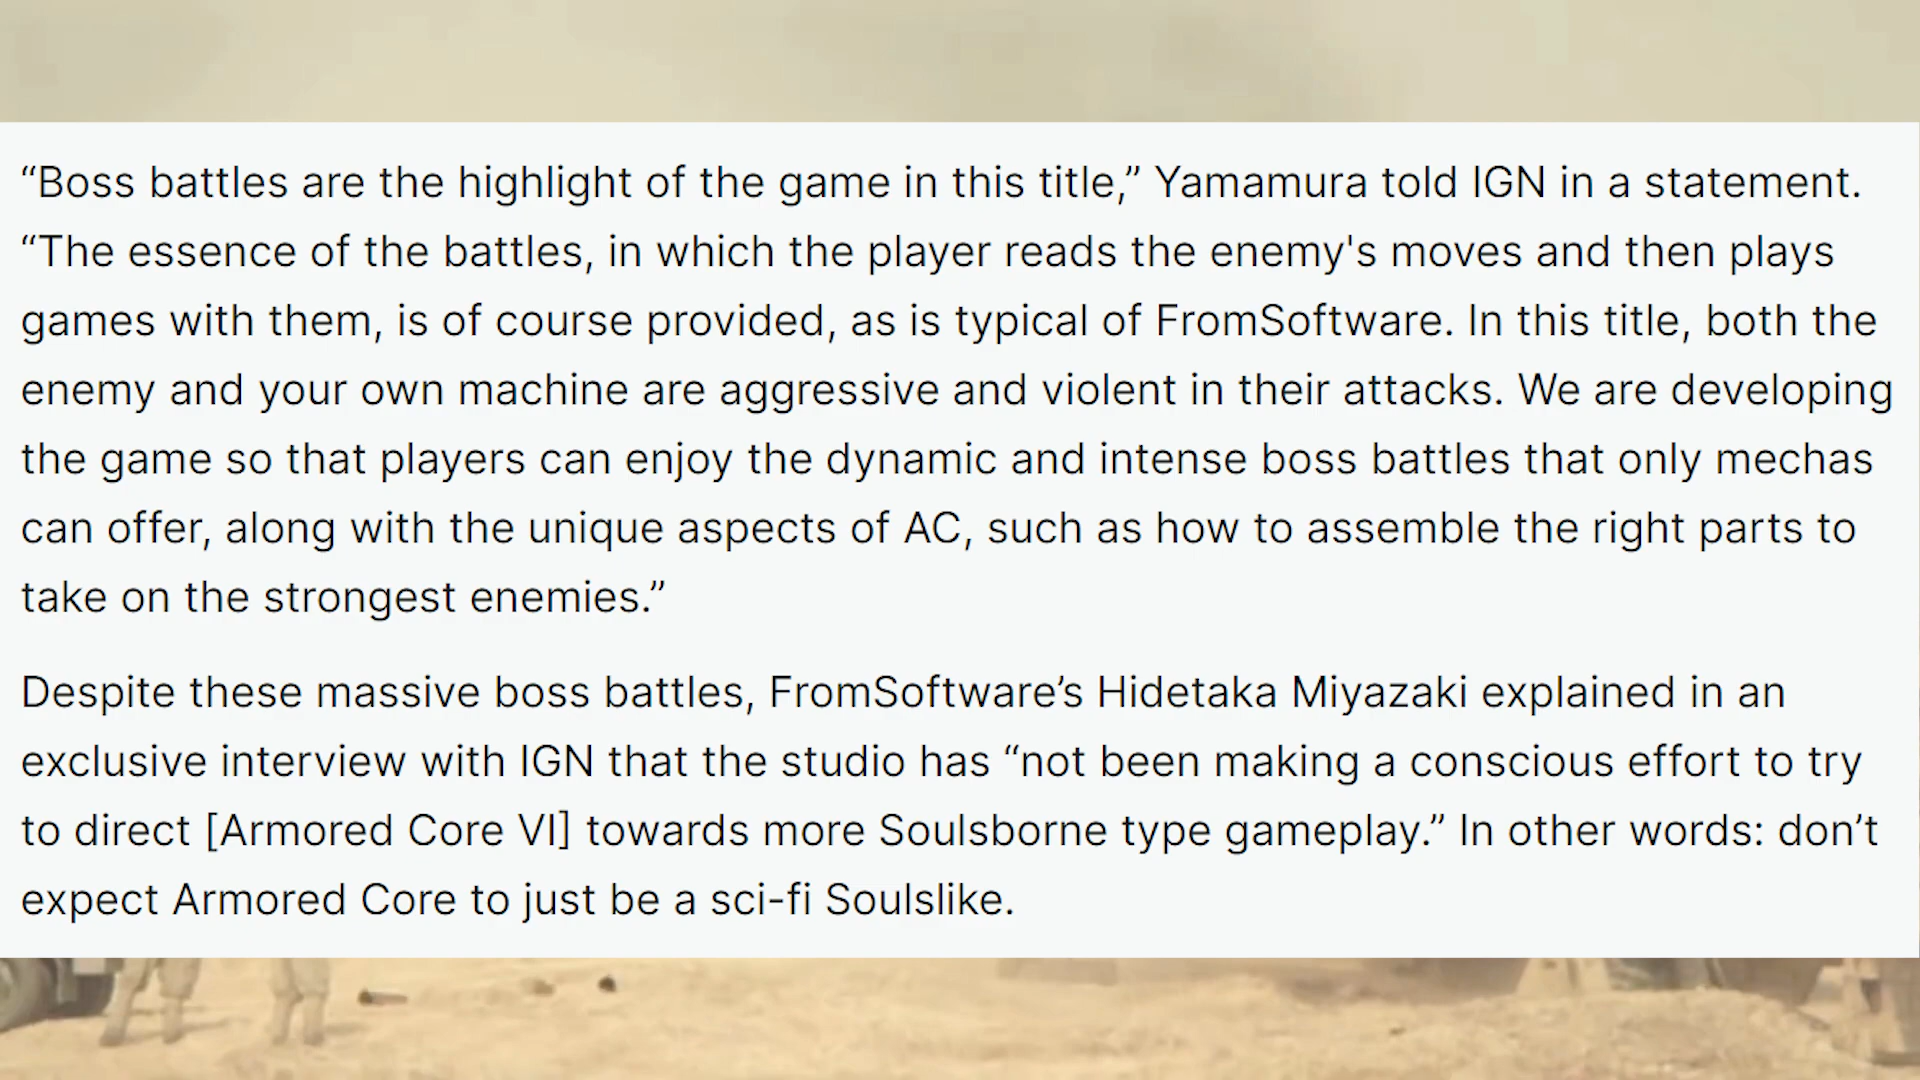 “Boss battles are the highlight of the game in this title,” Yamamura told IGN in a statement.
“The essence of the battles, in which the player reads the enemy's moves and then plays
games with them, is of course provided, as is typical of FromSoftware. In this title, both the
enemy and your own machine are aggressive and violent in their attacks. We are developing
the game so that players can enjoy the dynamic and intense boss battles that only mechas
can offer, along with the unique aspects of AC, such as how to assemble the right parts to
take on the strongest enemies.”
Despite these massive boss battles, FromSoftware’s Hidetaka Miyazaki explained in an
exclusive interview with IGN that the studio has “not been making a conscious effort to try
to direct [Armored Core VI] towards more Soulsborne type gameplay.” In other words: don’t
expect Armored Core to just be a sci-fi Soulslike.